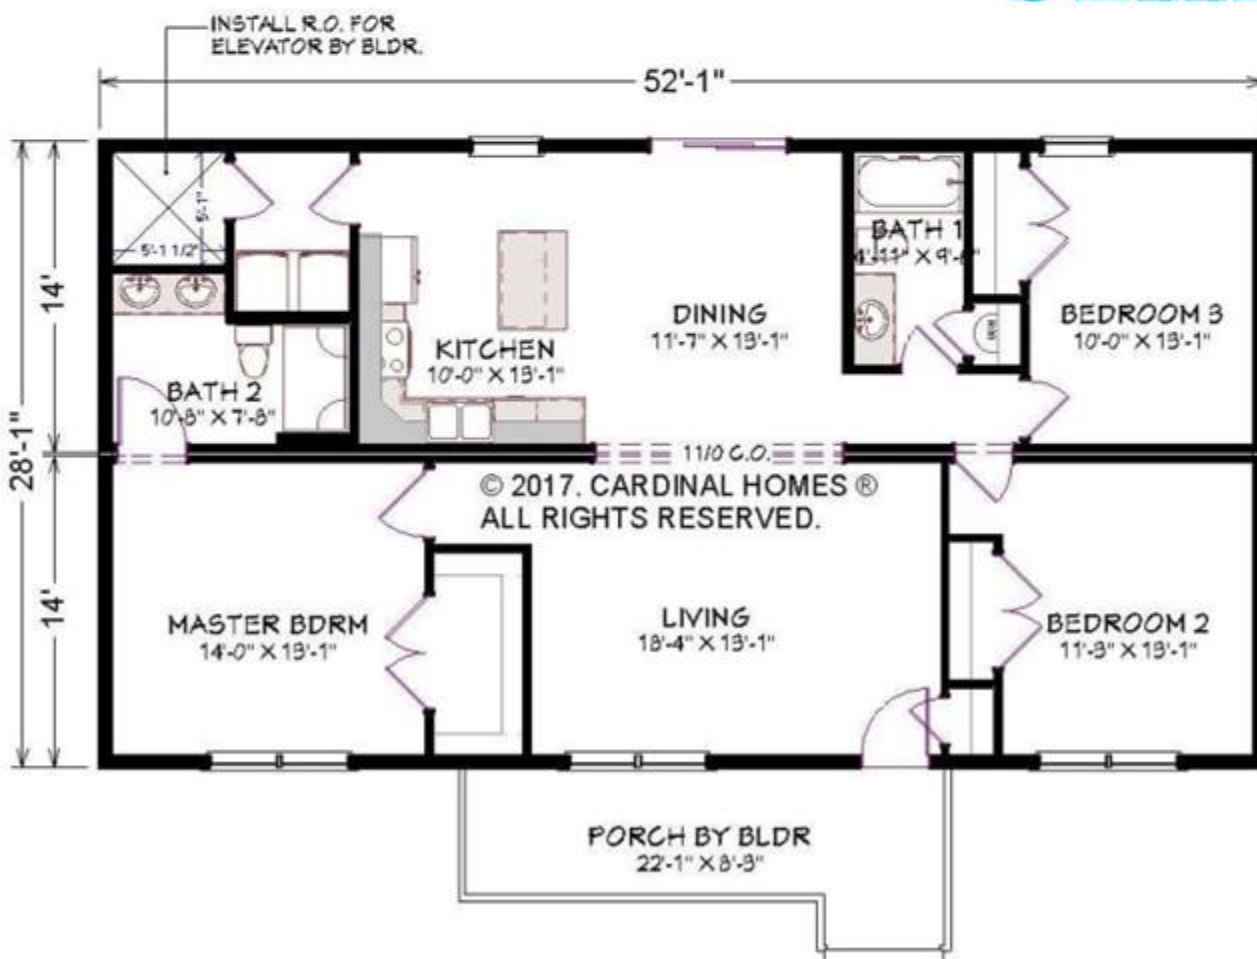 INSTALL R.O. FOR
ELEVATOR BY BLDR.
52'-1"
28'-1"
14'
14'
5'-1"
5'-1 1/2"
BATH 1
BEDROOM 3
10'-0" X 13'-1"
DINING
11'-7" X 13'-1"
KITCHEN
10'-0" X 13'-1"
BATH 2
10'-8" X 7'-8"
11/0 C.O.
© 2017. CARDINAL HOMES ®
ALL RIGHTS RESERVED.
MASTER BDRM
14'-0" X 13'-1"
LIVING
18'-4" X 13'-1"
BEDROOM 2
11'-3" X 13'-1"
PORCH BY BLDR
22'-1" X 8'-3"